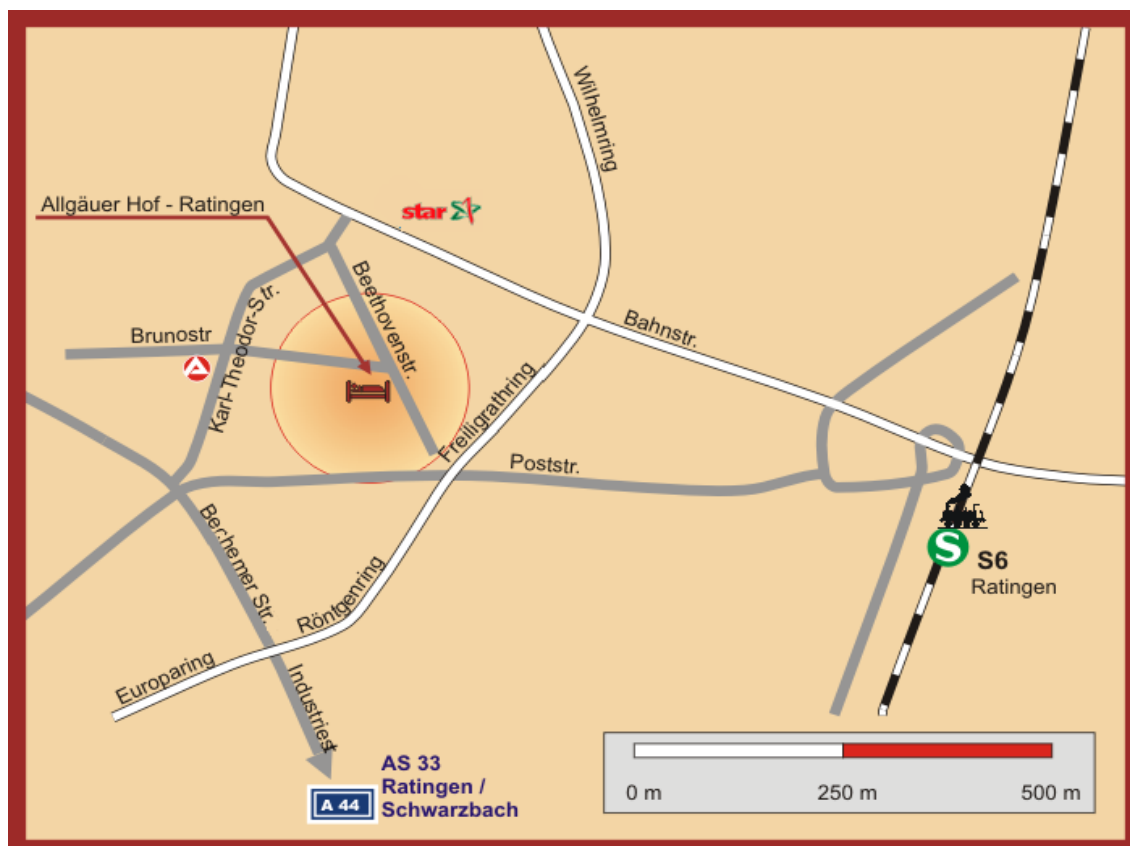 Wilhelmring
Allgäuer Hof - Ratingen
star
Beethovenstr.
Karl-Theodor-Str.
Brunostr
Bahnstr.
Freiligrathring
Poststr.
Bechemer Str.
S
S6
Ratingen
Röntgenring
Europaring
Industriest
AS 33
Ratingen /
Schwarzbach
A 44
0 m 250 m 500 m